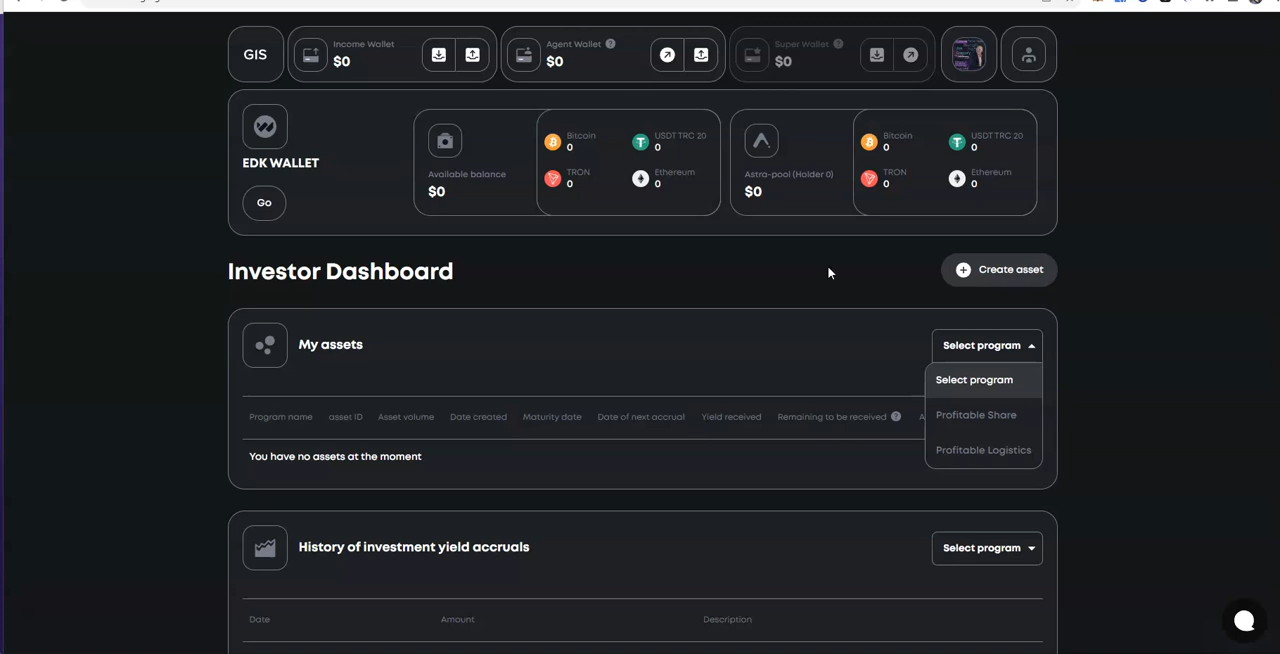 GIS
Income Wallet
$0
Agent Wallet ?
$0
Super Wallet ?
$0
EDK WALLET
Go
Available balance
$0
Bitcoin
0
USDT TRC 20
0
TRON
0
Ethereum
0
Astra-pool (Holder 0)
$0
Bitcoin
0
USDT TRC 20
0
TRON
0
Ethereum
0
Investor Dashboard
Create asset
My assets
Select program
Select program
Profitable Share
Profitable Logistics
Program name asset ID Asset volume Date created Maturity date Date of next accrual Yield received Remaining to be received ?
You have no assets at the moment
History of investment yield accruals
Select program
Date Amount Description